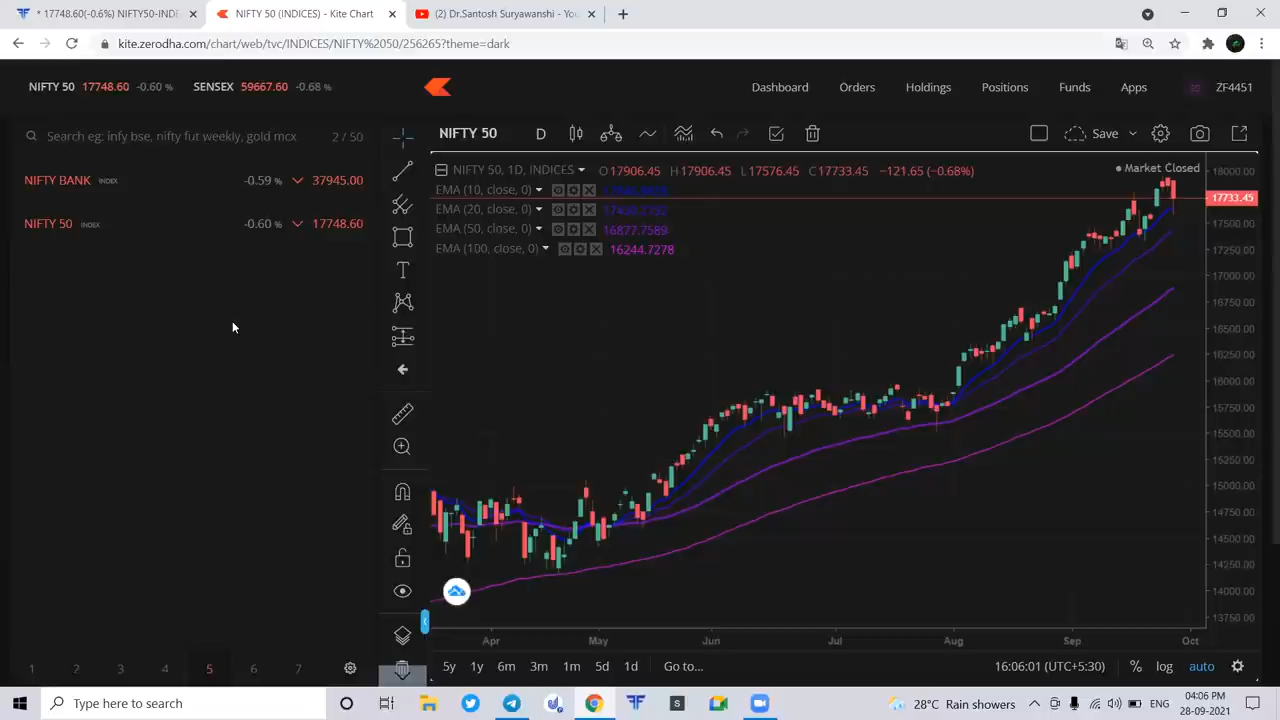 * 17748.60(-0.6%) NIFTY50-INDI
NIFTY 50 (INDICES) - Kite Chart
(2) Dr.Santosh Suryawanshi - You
kite.zerodha.com/chart/web/tvc/INDICES/NIFTY%2050/256265?theme=dark
NIFTY 50 17748.60 -0.60 % SENSEX 59667.60 -0.68 %
Dashboard Orders Holdings Positions Funds Apps ZF4451
Search eg: infy bse, nifty fut weekly, gold mcx 2 / 50
NIFTY BANK INDEX -0.59 % 37945.00
NIFTY 50 INDEX -0.60 % 17748.60
1 2 3 4 5 6 7
NIFTY 50 D Save
NIFTY 50, 1D, INDICES O17906.45 H17906.45 L17576.45 C17733.45 −121.65 (−0.68%)
Market Closed
EMA (10, close, 0)
EMA (20, close, 0)
EMA (50, close, 0) 16877.7589
EMA (100, close, 0) 16244.7278
18000.00
17733.45
17500.00
17250.00
17000.00
16750.00
16500.00
16250.00
16000.00
15750.00
15500.00
15250.00
15000.00
14750.00
14500.00
14250.00
14000.00
13750.00
Apr May Jun Jul Aug Sep Oct
5y 1y 6m 3m 1m 5d 1d Go to... 16:06:01 (UTC+5:30) % log auto
Type here to search
S
28°C Rain showers
ENG
04:06 PM
28-09-2021